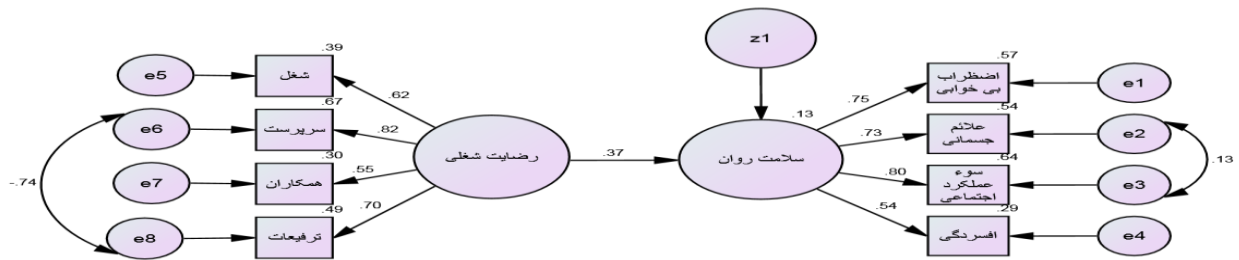 z1
.39
.57
e5
شغل
اضطراب
بی خوابی
e1
.62
.75
.67
.13
.54
e6
سرپرست
.82
.73
علائم
جسمانی
e2
رضایت شغلی
.37
سلامت روان
.30
.64
-.74
.13
e7
همکاران
.55
.80
سوء
عملکرد
اجتماعی
e3
.49
.70
.54
.29
e8
ترفیعات
افسردگی
e4